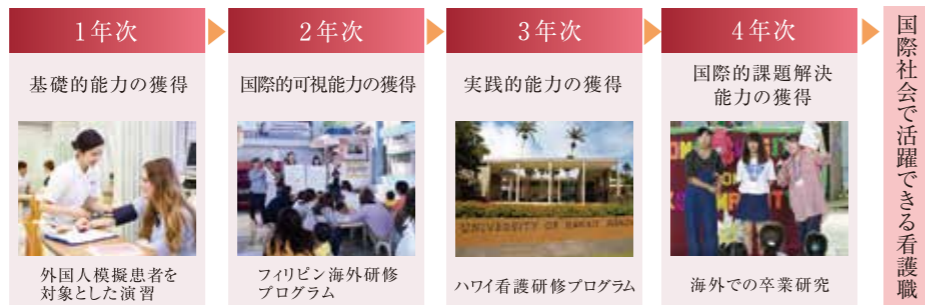 1年次
基礎的能力の獲得
外国人模擬患者を
対象とした演習
2年次
国際的可視能力の獲得
フィリピン海外研修
プログラム
3年次
実践的能力の獲得
UNIVERSITY OF HAWAI‘I
ハワイ看護研修プログラム
4年次
国際的課題解決
能力の獲得
海外での卒業研究
国際社会で活躍できる看護職